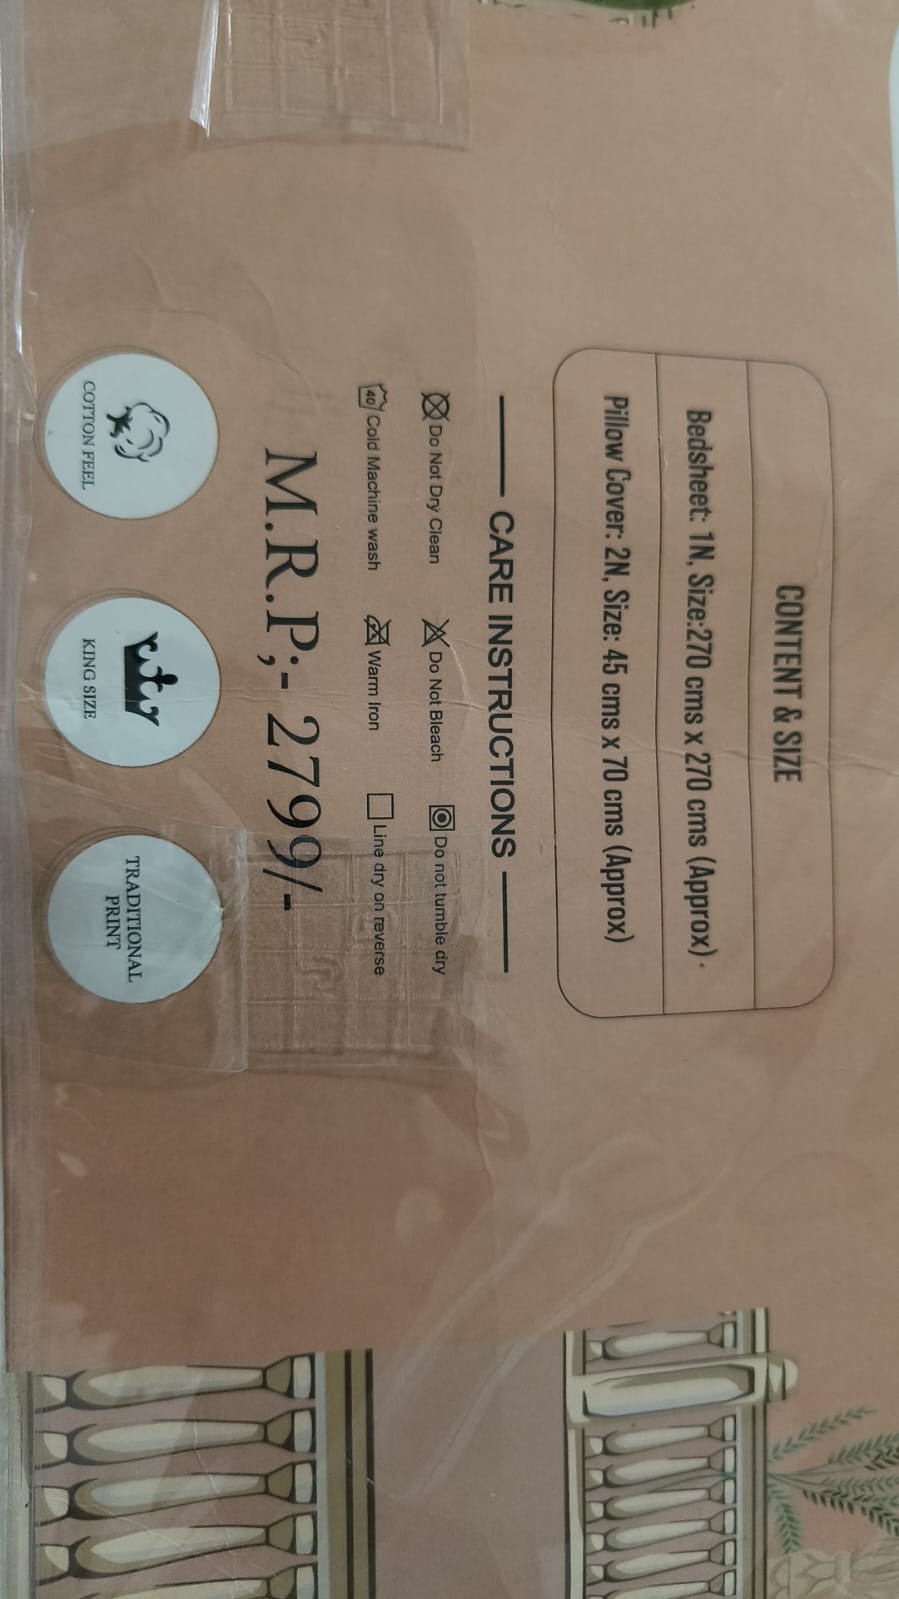 CONTENT & SIZE
Bedsheet: 1N, Size:270 cms x 270 cms (Approx) .
Pillow Cover: 2N, Size: 45 cms x 70 cms (Approx)
CARE INSTRUCTIONS
Do Not Dry Clean
Do Not Bleach
Do not tumble dry
40 Cold Machine wash
Warm Iron
Line dry on reverse
M.R.P;- 2799/-
COTTON FEEL
KING SIZE
TRADITIONAL
PRINT